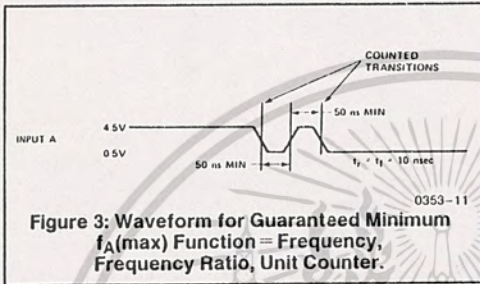 COUNTED
TRANSITIONS
50 ns MIN
INPUT A
4.5V
0.5V
50 ns MIN
tr = tf = 10 nsec
0353-11
Figure 3: Waveform for Guaranteed Minimum
fA(max) Function = Frequency,
Frequency Ratio, Unit Counter.